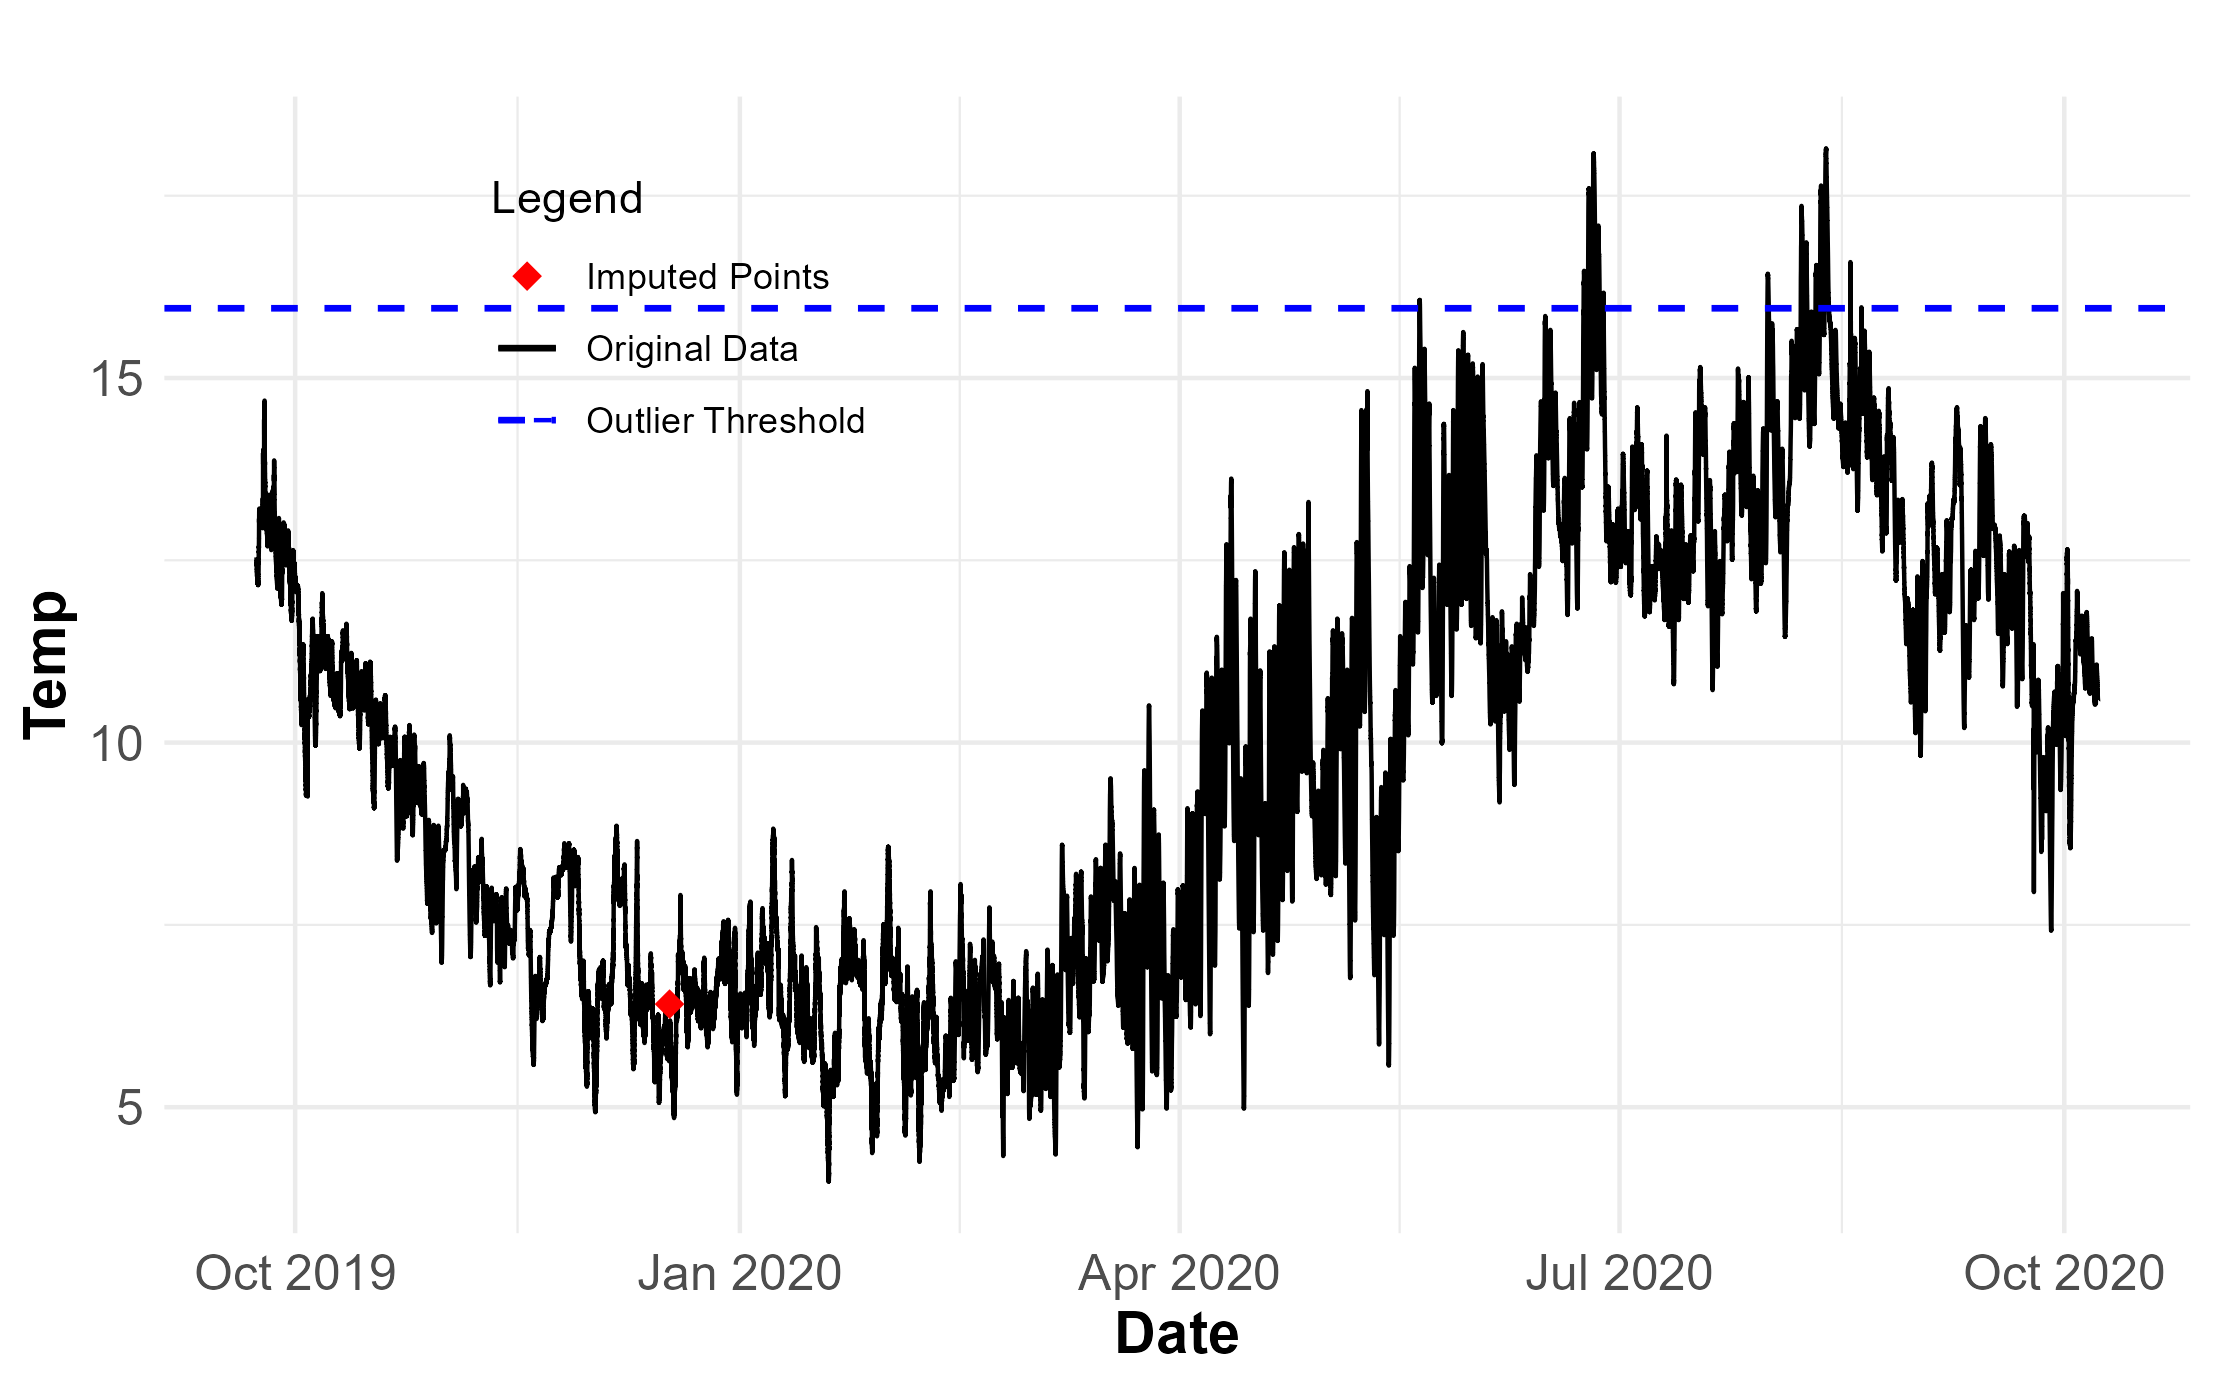 Legend
Imputed Points
Original Data
Outlier Threshold
15
10
5
Temp
Oct 2019
Jan 2020
Apr 2020
Jul 2020
Oct 2020
Date